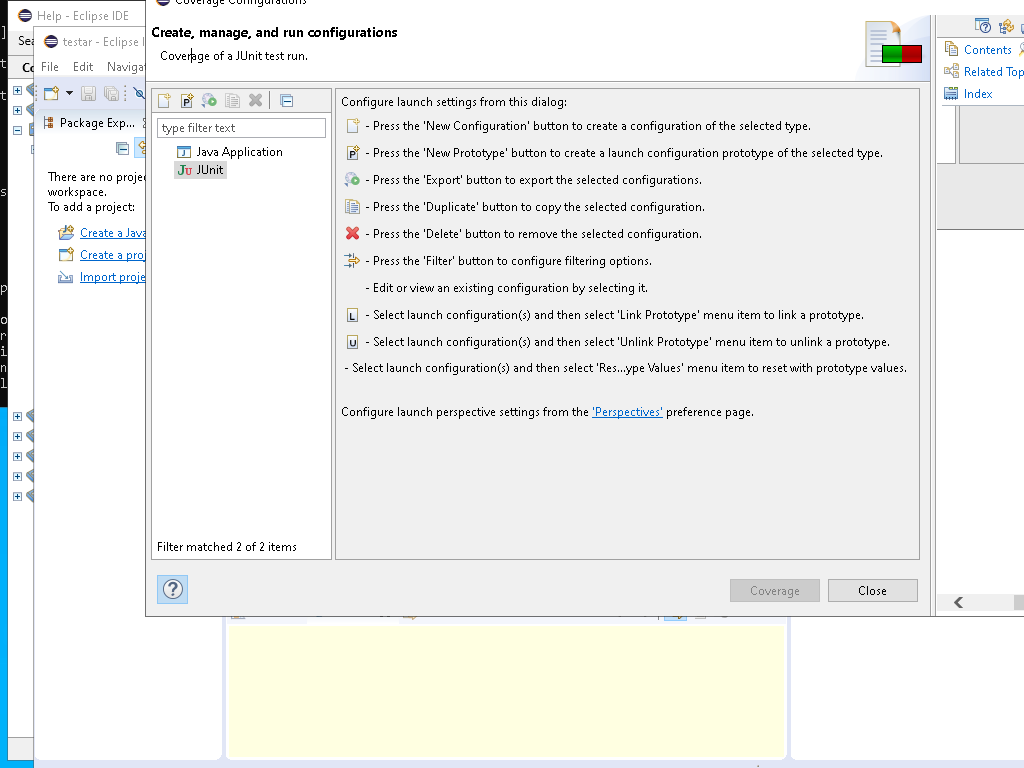 Help - Eclipse IDE
testar - Eclipse
File Edit
Coverage Configurations
Create, manage, and run configurations
Coverage of a JUnit test run.
Package Exp...
There are no
workspace.
To add a project:
Create a Java
Create a
Import
type filter text
Java Application
JUnit
Filter matched 2 of 2 items
Configure launch settings from this dialog:
- Press the 'New Configuration' button to create a configuration of the selected type.
- Press the 'New Prototype' button to create a launch configuration prototype of the selected type.
- Press the 'Export' button to export the selected configurations.
- Press the 'Duplicate' button to copy the selected configuration.
- Press the 'Delete' button to remove the selected configuration.
- Press the 'Filter' button to configure filtering options.
- Edit or view an existing configuration by selecting it.
- Select launch configuration(s) and then select 'Link Prototype' menu item to link a prototype.
- Select launch configuration(s) and then select 'Unlink Prototype' menu item to unlink a prototype.
- Select launch configuration(s) and then select 'Res...ype Values' menu item to reset with prototype values.
Configure launch perspective settings from the 'Perspectives' preference page.
Coverage
Close
Contents
Related
Index